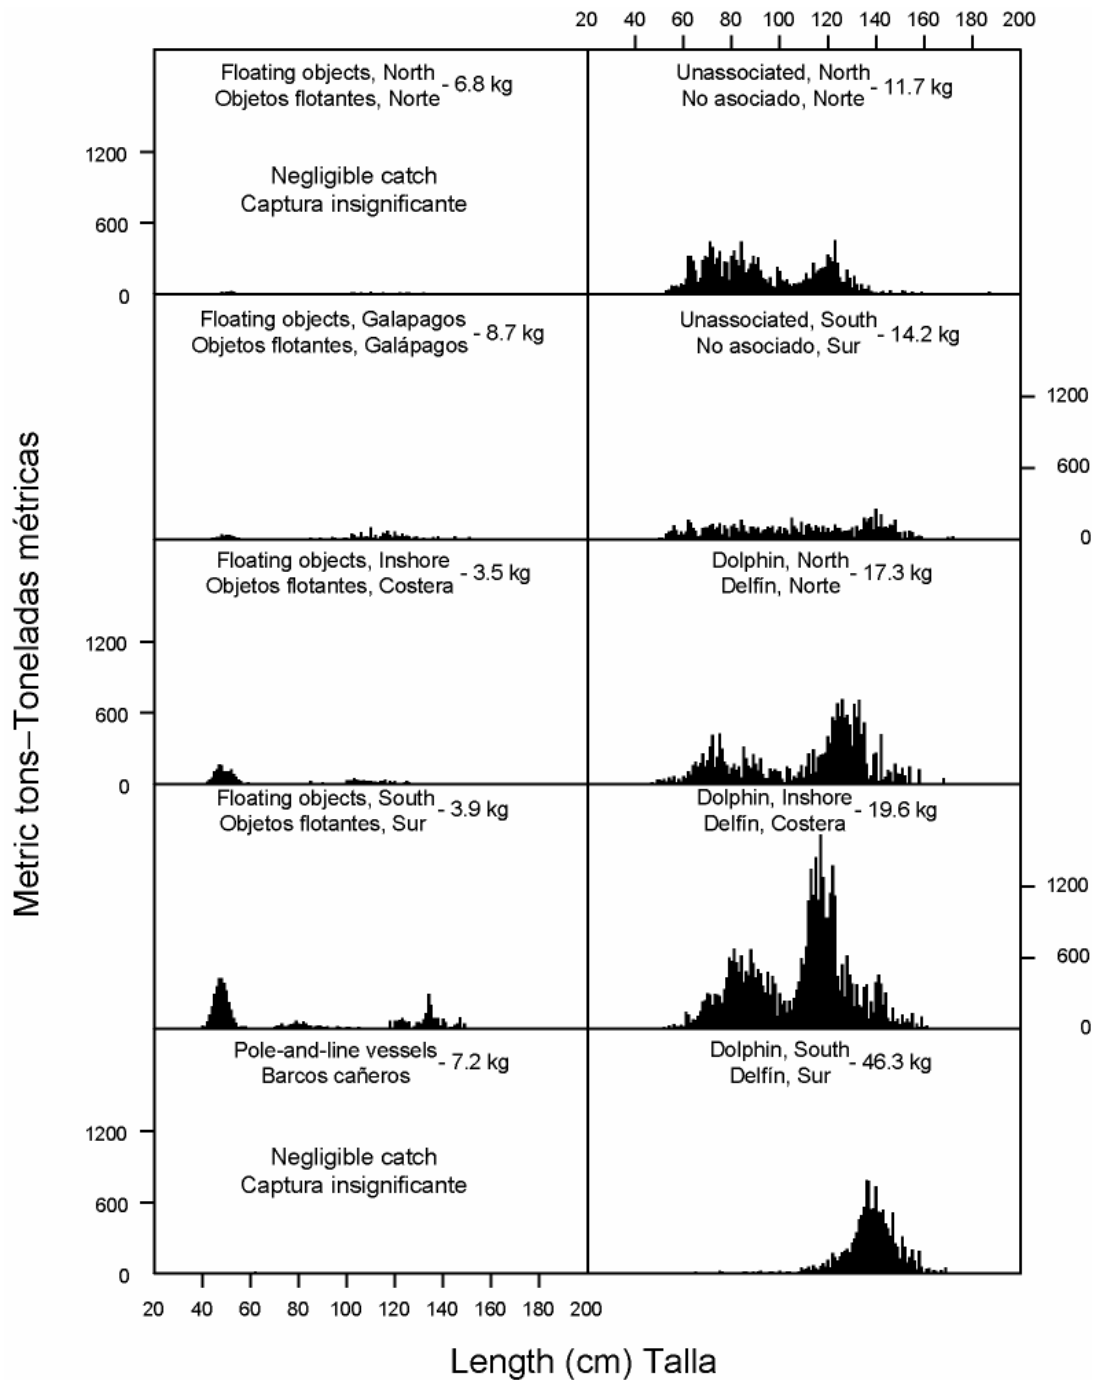 20 40 60 80 100 120 140 160 180 200
Floating objects, North
Objetos flotantes, Norte
- 6.8 kg
Negligible catch
Captura insignificante
1200
600
0
Unassociated, North
No asociado, Norte
- 11.7 kg
Floating objects, Galapagos
Objetos flotantes, Galápagos
- 8.7 kg
Unassociated, South
No asociado, Sur
- 14.2 kg
1200
600
0
Floating objects, Inshore
Objetos flotantes, Costera
- 3.5 kg
1200
600
0
Dolphin, North
Delfín, Norte
- 17.3 kg
Floating objects, South
Objetos flotantes, Sur
- 3.9 kg
Dolphin, Inshore
Delfín, Costera
- 19.6 kg
1200
600
0
Pole-and-line vessels
Barcos cañeros
- 7.2 kg
Negligible catch
Captura insignificante
1200
600
0
Dolphin, South
Delfín, Sur
- 46.3 kg
20 40 60 80 100 120 140 160 180 200
Metric tons–Toneladas métricas
Length (cm) Talla